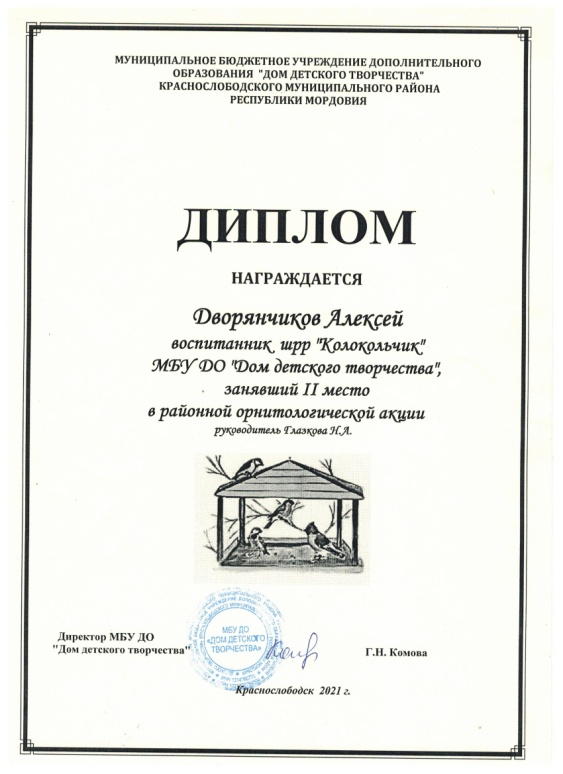 МУНИЦИПАЛЬНОЕ БЮДЖЕТНОЕ УЧРЕЖДЕНИЕ ДОПОЛНИТЕЛЬНОГО
ОБРАЗОВАНИЯ "ДОМ ДЕТСКОГО ТВОРЧЕСТВА"
КРАСНОСЛОБОДСКОГО МУНИЦИПАЛЬНОГО РАЙОНА
РЕСПУБЛИКИ МОРДОВИЯ
ДИПЛОМ
НАГРАЖДАЕТСЯ
Дворянчиков Алексей
воспитанник шрр "Колокольчик"
МБУ ДО "Дом детского творчества",
занявший II место
в районной орнитологической акции
руководитель Глазкова Н.А.
Директор МБУ ДО
"Дом детского творчества"
Г.Н. Комова
МБУ ДО
«ДОМ ДЕТСКОГО
ТВОРЧЕСТВА»
Краснослободск 2021 г.